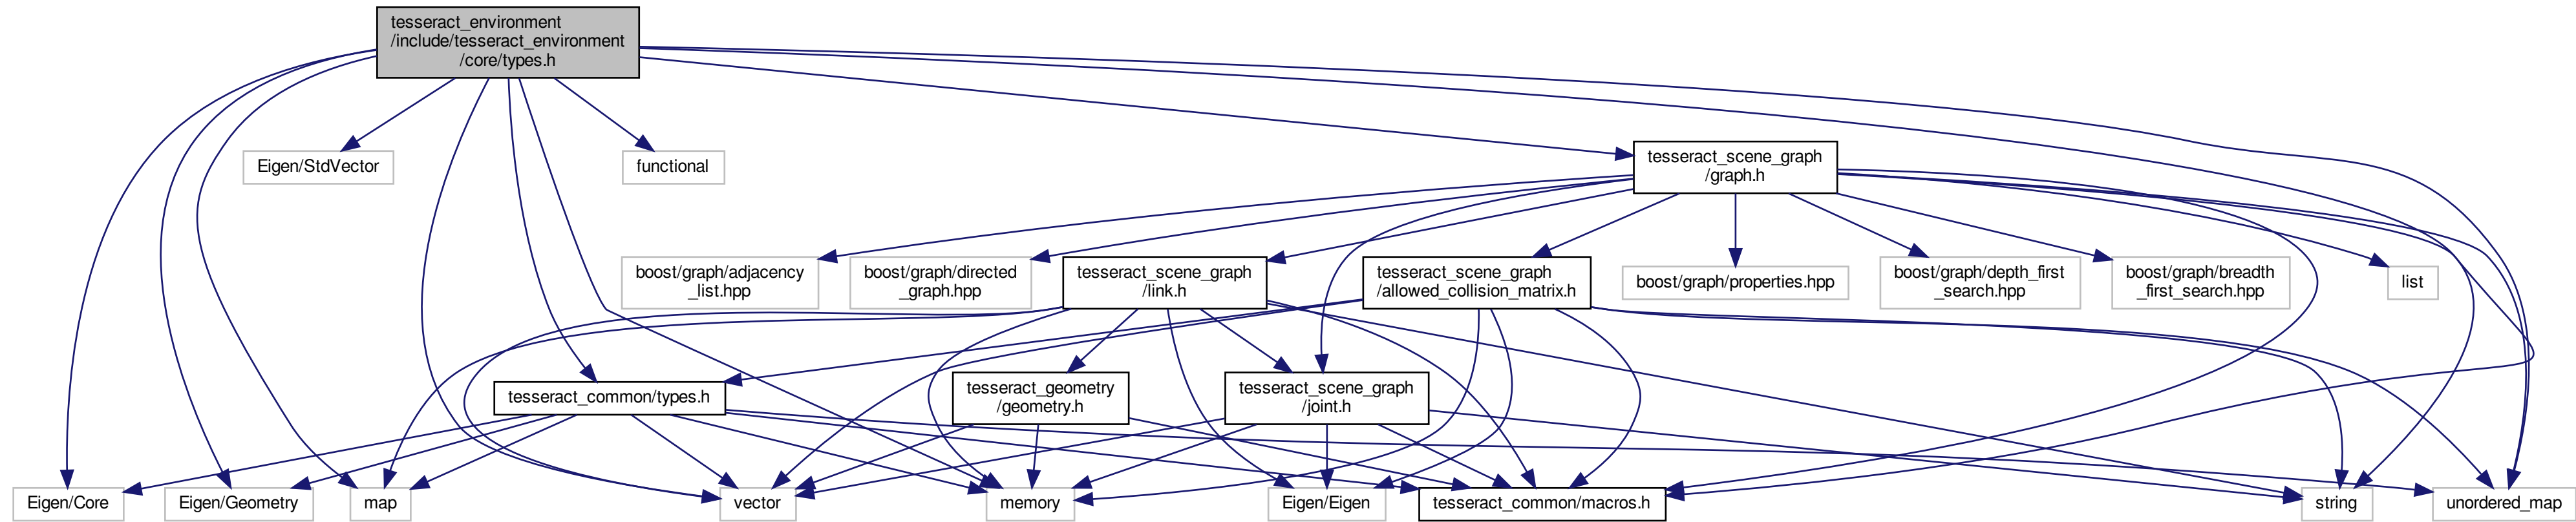 tesseract_environment
/include/tesseract_environment
/core/types.h
Eigen/StdVector
functional
tesseract_scene_graph
/graph.h
boost/graph/adjacency
_list.hpp
boost/graph/directed
_graph.hpp
tesseract_scene_graph
/link.h
tesseract_scene_graph
/allowed_collision_matrix.h
boost/graph/properties.hpp
boost/graph/depth_first
_search.hpp
boost/graph/breadth
_first_search.hpp
list
tesseract_common/types.h
tesseract_geometry
/geometry.h
tesseract_scene_graph
/joint.h
Eigen/Core
Eigen/Geometry
map
vector
memory
Eigen/Eigen
tesseract_common/macros.h
string
unordered_map